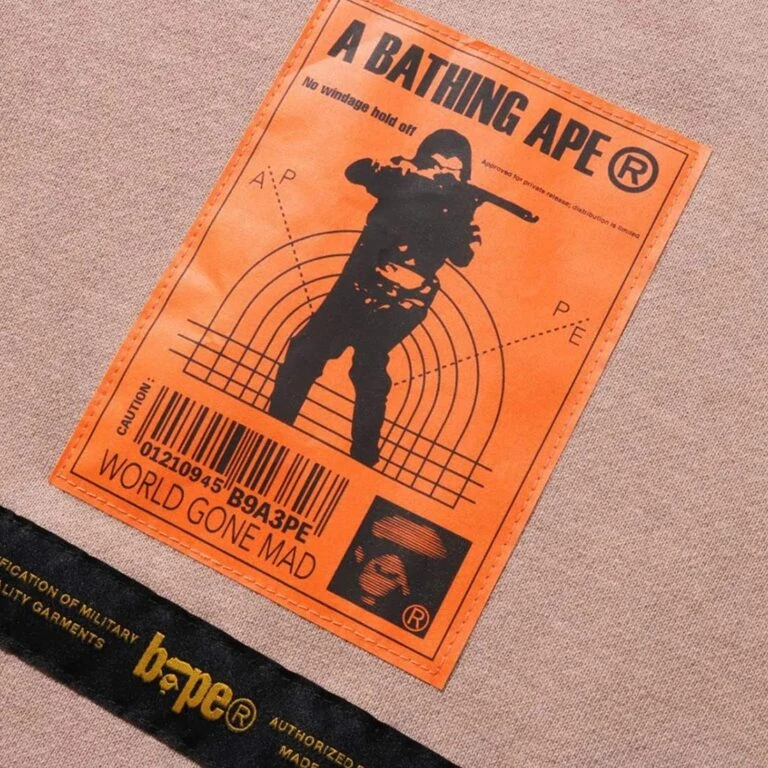 A BATHING APE®
No windage hold off
Approved for private release; distribution is limited
A P
P E
CAUTION:
01210945 B9A3PE
WORLD GONE MAD
®
FICATION OF MILITARY
LITY GARMENTS
bape®
AUTHORIZED
MADE